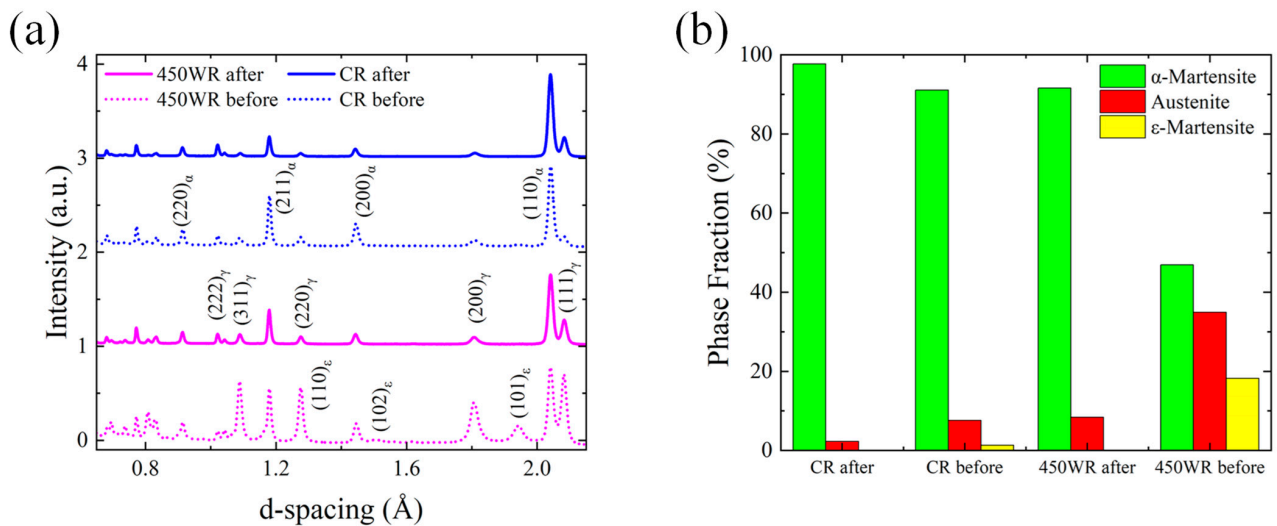 (a)
450WR after
CR after
450WR before
CR before
4
3
2
1
0
Intensity (a.u.)
(220)α
(211)α
(200)α
(110)α
(222)γ
(311)γ
(220)γ
(200)γ
(111)γ
(110)ε
(102)ε
(101)ε
0.8
1.2
1.6
2.0
d-spacing (Å)
(b)
100
80
60
40
20
0
Phase Fraction (%)
α-Martensite
Austenite
ε-Martensite
CR after
CR before
450WR after
450WR before